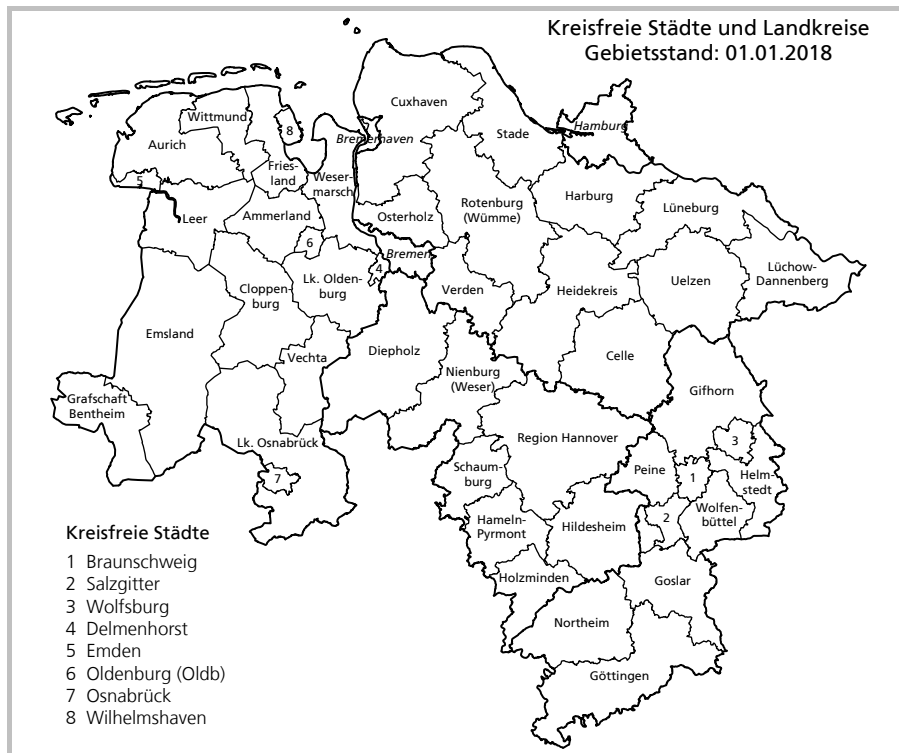 Kreisfreie Städte und Landkreise
Gebietsstand: 01.01.2018
Cuxhaven
Wittmund
8
Bremerhaven
Stade
Hamburg
Aurich
5
Fries-
land
Weser-
marsch
Leer
Ammerland
6
Osterholz
Rotenburg
(Wümme)
Harburg
Lüneburg
Bremen
4
Cloppen-
burg
Lk. Olden-
burg
Verden
Heidekreis
Uelzen
Lüchow-
Dannenberg
Emsland
Vechta
Diepholz
Nienburg
(Weser)
Celle
Gifhorn
Grafschaft
Bentheim
Lk. Osnabrück
7
Region Hannover
Schaum-
burg
Peine
3
1
Helm-
stedt
2
Wolfen-
büttel
Hameln-
Pyrmont
Hildesheim
Holzminden
Goslar
Northeim
Göttingen
Kreisfreie Städte
1 Braunschweig
2 Salzgitter
3 Wolfsburg
4 Delmenhorst
5 Emden
6 Oldenburg (Oldb)
7 Osnabrück
8 Wilhelmshaven